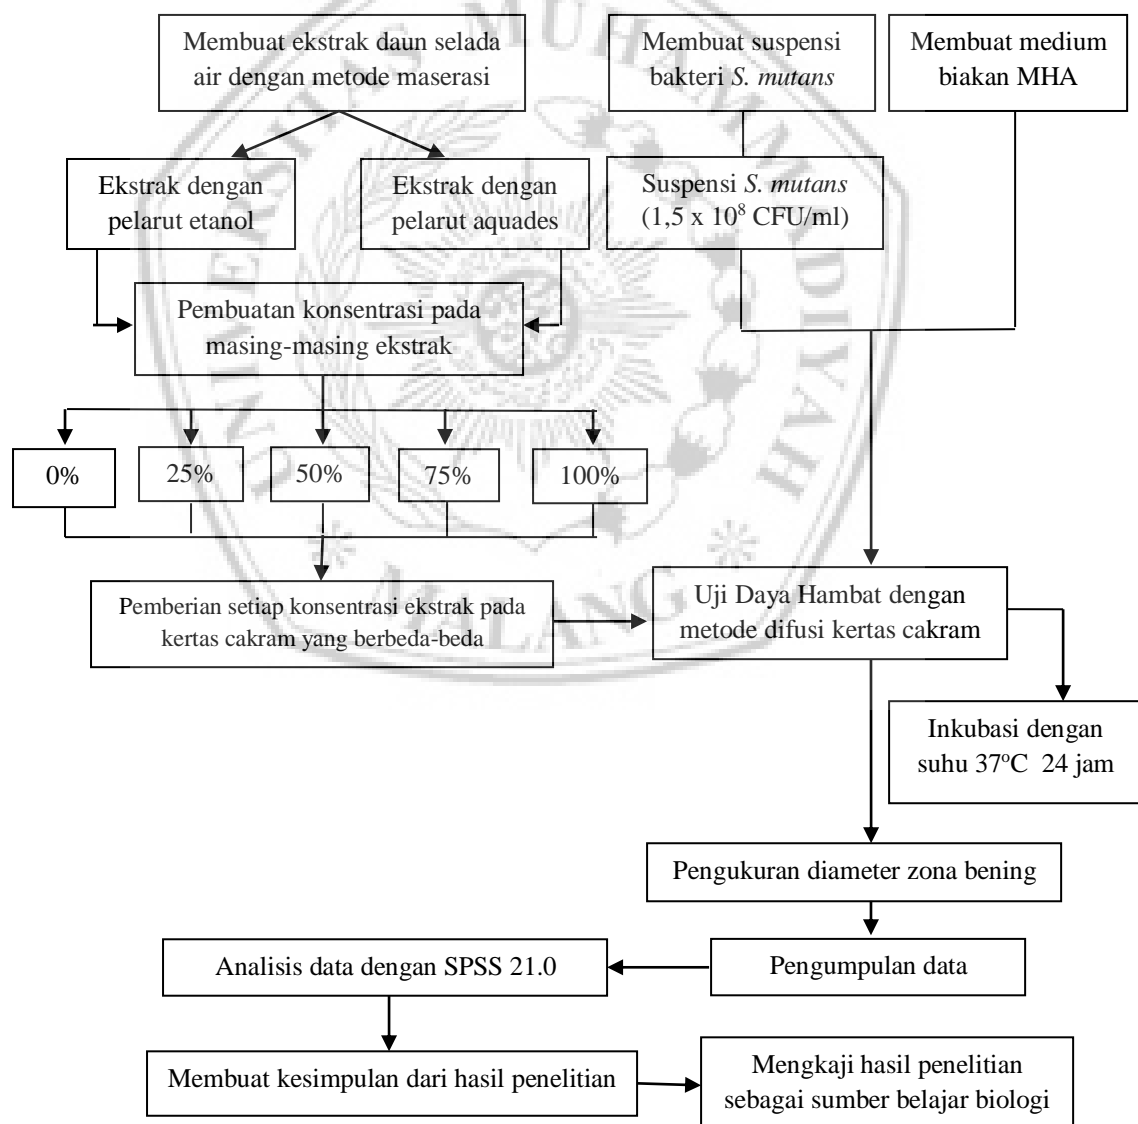 Membuat ekstrak daun selada
air dengan metode maserasi
Membuat suspensi
bakteri S. mutans
Membuat medium
biakan MHA
Ekstrak dengan
pelarut etanol
Ekstrak dengan
pelarut aquades
Suspensi S. mutans
(1,5 x 10⁸ CFU/ml)
Pembuatan konsentrasi pada
masing-masing ekstrak
0%
25%
50%
75%
100%
Pemberian setiap konsentrasi ekstrak pada
kertas cakram yang berbeda-beda
Uji Daya Hambat dengan
metode difusi kertas cakram
Inkubasi dengan
suhu 37°C 24 jam
Pengukuran diameter zona bening
Pengumpulan data
Analisis data dengan SPSS 21.0
Membuat kesimpulan dari hasil penelitian
Mengkaji hasil penelitian
sebagai sumber belajar biologi
UNIVERSITAS MUHAMMADIYAH
MALANG